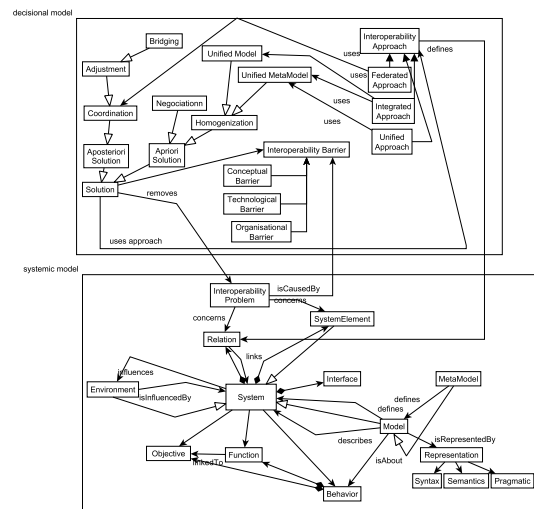 decisional model
Bridging
Interoperability
Approach
Unified Model
uses
defines
Adjustment
Unified MetaModel
uses
Federated
Approach
Negociationn
Coordination
uses
Integrated
Approach
Homogenization
uses
Unified
Approach
Aposteriori
Solution
Apriori
Solution
Interoperability Barrier
Solution
removes
Conceptual
Barrier
Technological
Barrier
Organisational
Barrier
uses approach
systemic model
Interoperability
Problem
isCausedBy
concerns
concerns
SystemElement
Relation
links
influences
Interface
MetaModel
Environment
isInfluencedBy
System
defines
defines
Model
describes
isRepresentedBy
Objective
Function
linkedTo
isAbout
Representation
Behavior
Syntax
Semantics
Pragmatic